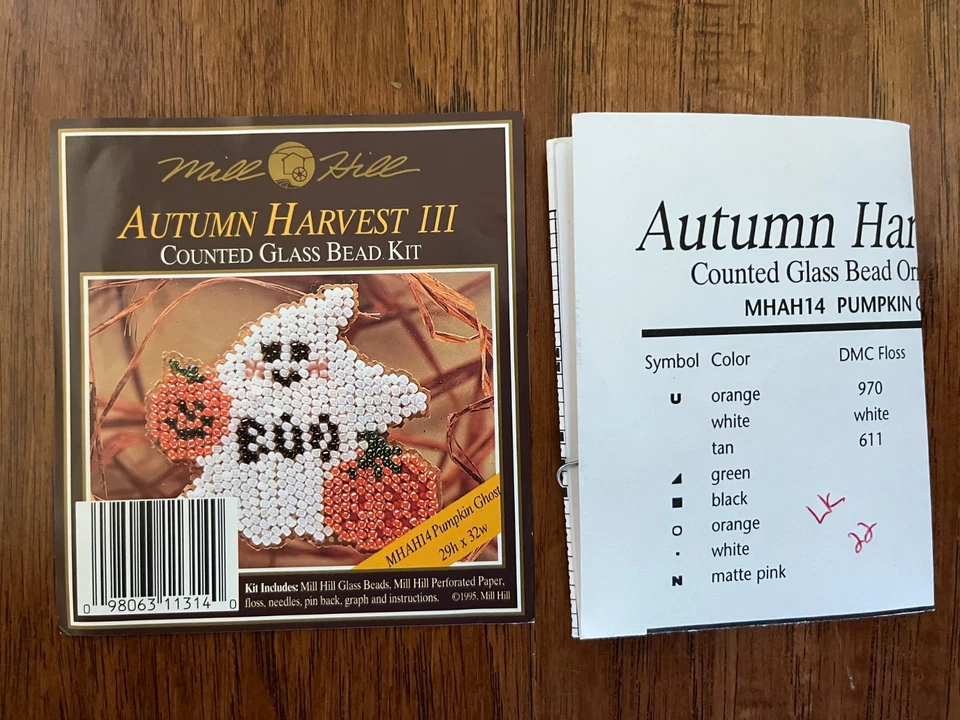 Mill Hill
AUTUMN HARVEST III
COUNTED GLASS BEAD KIT
BOO
MHAH14 Pumpkin Ghost
29h x 32w
Kit Includes: Mill Hill Glass Beads, Mill Hill Perforated Paper,
floss, needles, pin back, graph and instructions. ©1995, Mill Hill
0 98063 11314 0
Autumn Har
Counted Glass Bead Or
MHAH14 PUMPKIN G
Symbol Color DMC Floss
U orange 970
white white
tan 611
◢ green
■ black
O orange
· white
N matte pink
LK
22